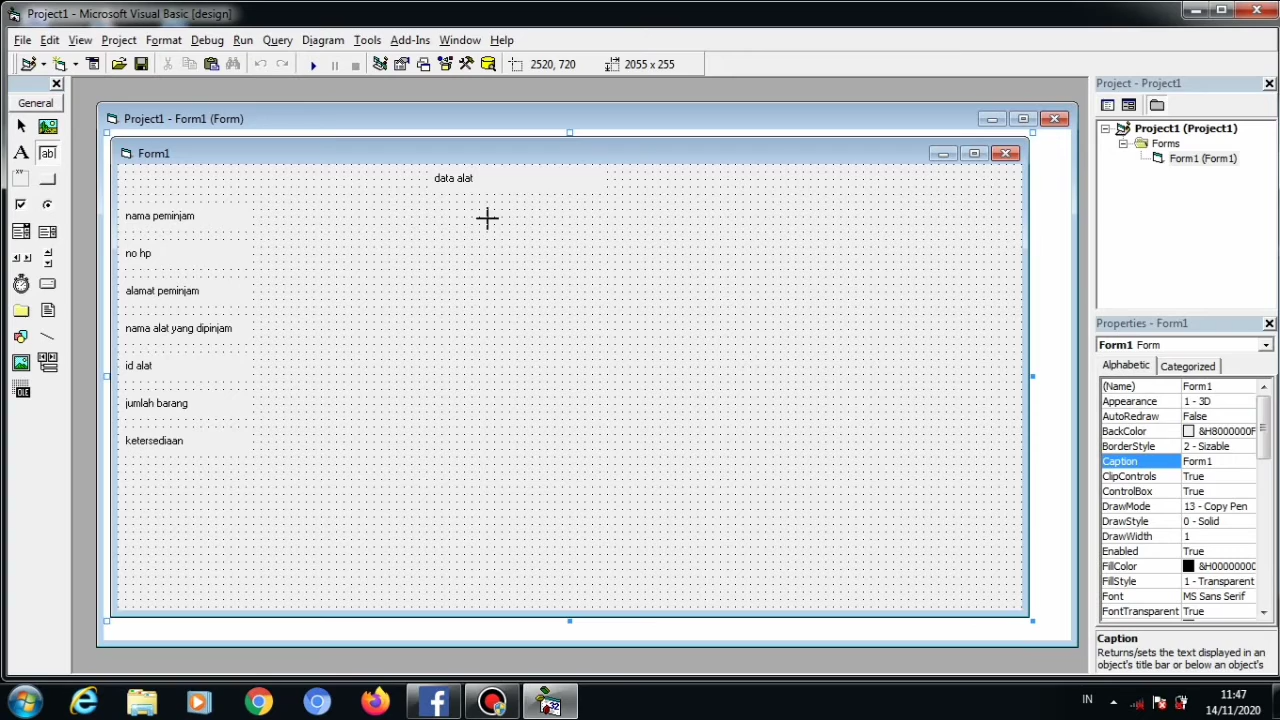 Project1 - Microsoft Visual Basic [design]
File Edit View Project Format Debug Run Query Diagram Tools Add-Ins Window Help
2520, 720 2055 x 255
General
Project1 - Form1 (Form)
Form1
data alat
nama peminjam
no hp
alamat peminjam
nama alat yang dipinjam
id alat
jumlah barang
ketersediaan
Project - Project1
Project1 (Project1)
Forms
Form1 (Form1)
Properties - Form1
Form1 Form
Alphabetic Categorized
(Name) Form1
Appearance 1 - 3D
AutoRedraw False
BackColor &H8000000F
BorderStyle 2 - Sizable
Caption Form1
ClipControls True
ControlBox True
DrawMode 13 - Copy Pen
DrawStyle 0 - Solid
DrawWidth 1
Enabled True
FillColor &H0000000
FillStyle 1 - Transparent
Font MS Sans Serif
FontTransparent True
Caption
Returns/sets the text displayed in an
object's title bar or below an object's
IN
11:47
14/11/2020